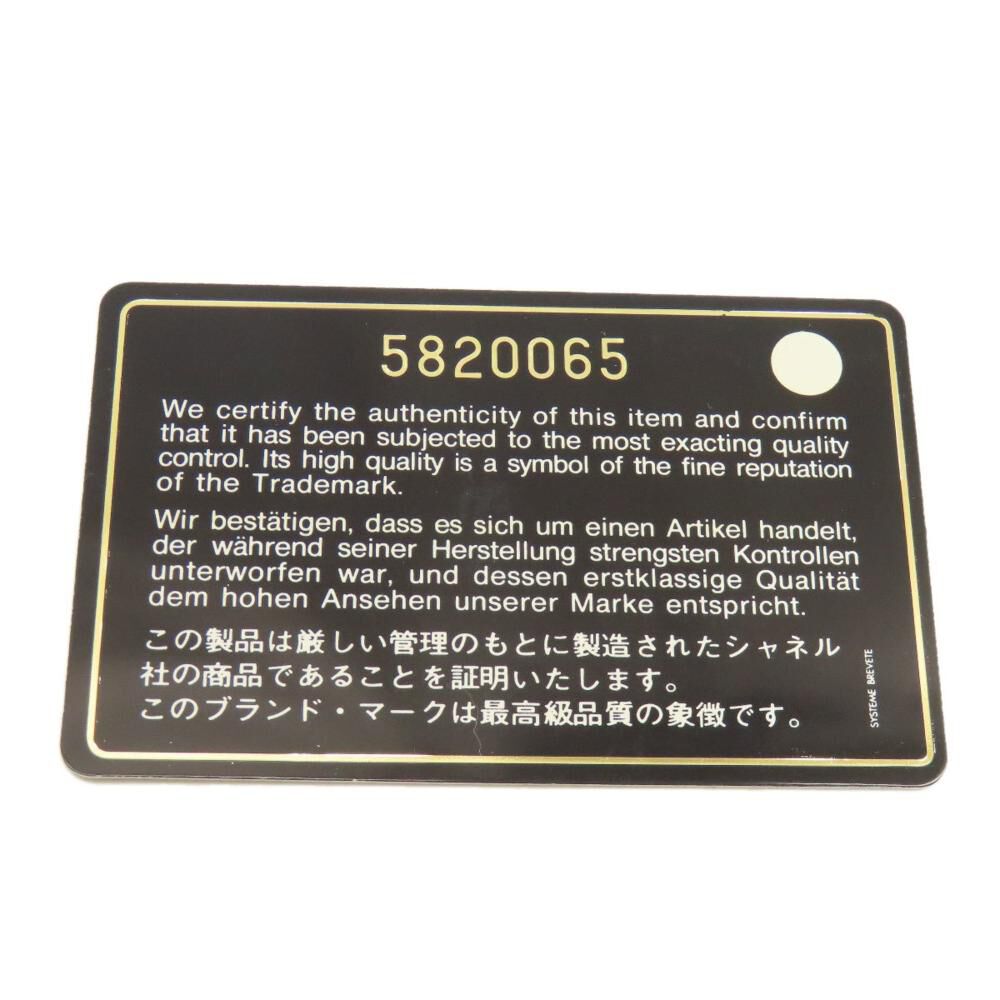 5820065
We certify the authenticity of this item and confirm
that it has been subjected to the most exacting quality
control. Its high quality is a symbol of the fine reputation
of the Trademark.
Wir bestätigen, dass es sich um einen Artikel handelt,
der während seiner Herstellung strengsten Kontrollen
unterworfen war, und dessen erstklassige Qualität
dem hohen Ansehen unserer Marke entspricht.
この製品は厳しい管理のもとに製造されたシャネル
社の商品であることを証明いたします。
このブランド・マークは最高級品質の象徴です。
SYSTEME BREVETE